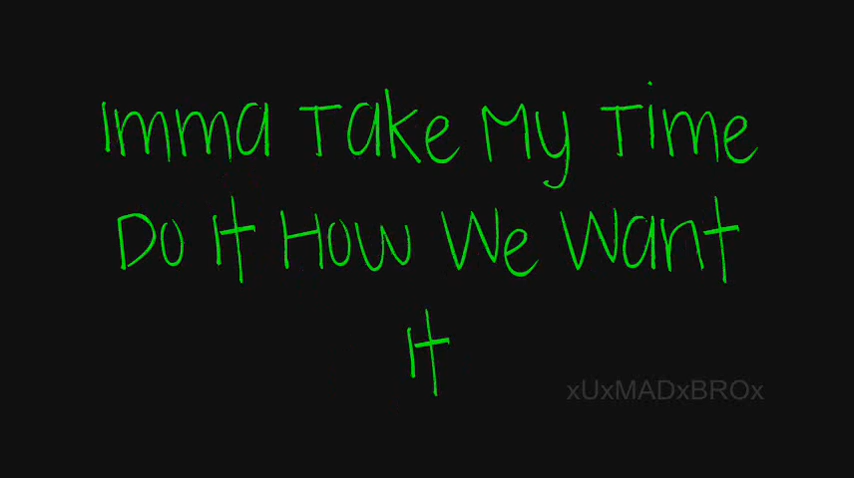 Imma Take My Time
Do It How We Want
It
xUxMADxBROx